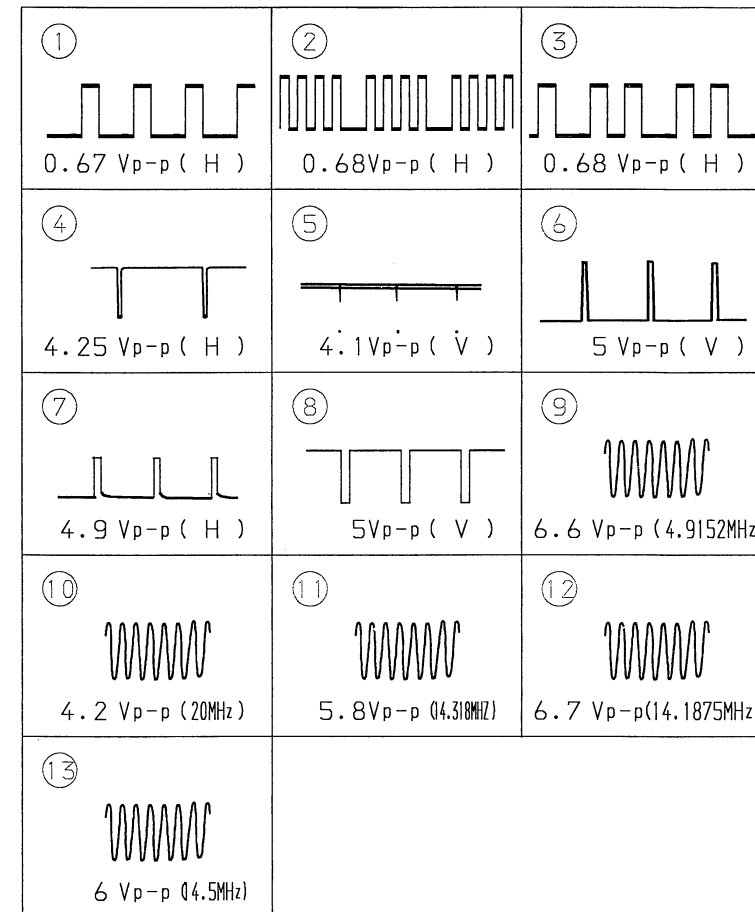 ① ② ③
0.67 Vp-p ( H ) 0.68Vp-p ( H ) 0.68 Vp-p ( H )
④ ⑤ ⑥
4.25 Vp-p ( H ) 4.1Vp-p ( V ) 5 Vp-p ( V )
⑦ ⑧ ⑨
4.9 Vp-p ( H ) 5Vp-p ( V ) 6.6 Vp-p (4.9152MHz
⑩ ⑪ ⑫
4.2 Vp-p (20MHz) 5.8Vp-p (14.318MHZ) 6.7 Vp-p(14.1875MHz
⑬
6 Vp-p (14.5MHz)